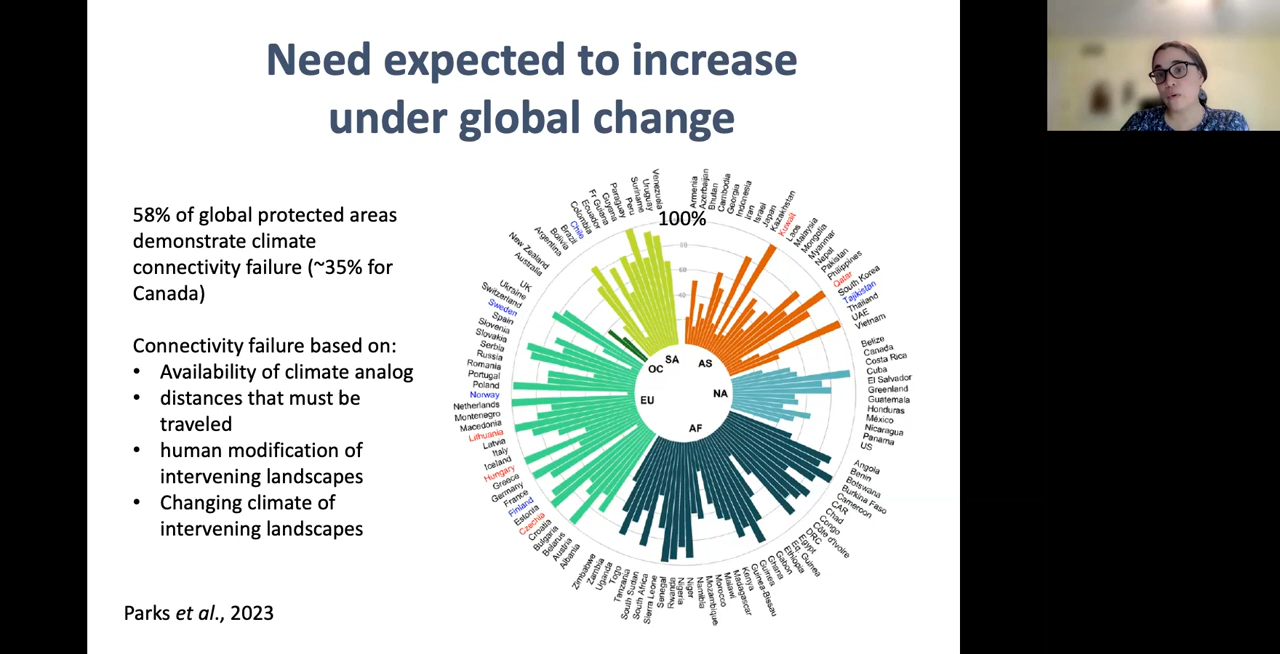 Need expected to increase
under global change
58% of global protected areas
demonstrate climate
connectivity failure (~35% for
Canada)
Connectivity failure based on:
• Availability of climate analog
• distances that must be
traveled
• human modification of
intervening landscapes
• Changing climate of
intervening landscapes
Parks et al., 2023
100%
80
60
40
SA
AS
NA
AF
EU
OC
Armenia
Azerbaijan
Bhutan
Cambodia
Georgia
Indonesia
Iran
Israel
Japan
Kazakhstan
Kuwait
Laos
Malaysia
Mongolia
Myanmar
Nepal
Pakistan
Philippines
Qatar
South Korea
Tajikistan
Thailand
UAE
Vietnam
Belize
Canada
Costa Rica
Cuba
El Salvador
Greenland
Guatemala
Honduras
México
Nicaragua
Panama
US
Angola
Benin
Botswana
Burkina Faso
Cameroon
CAR
Chad
Congo
Côte d'Ivoire
DRC
Egypt
Eq. Guinea
Ethiopia
Gabon
Ghana
Guinea
Guinea-Bissau
Kenya
Madagascar
Malawi
Morocco
Mozambique
Namibia
Niger
Nigeria
Rwanda
Senegal
Sierra Leone
South Africa
South Sudan
Tanzania
Togo
Uganda
Zambia
Zimbabwe
Albania
Austria
Belarus
Bulgaria
Croatia
Czechia
Estonia
Finland
France
Germany
Greece
Hungary
Iceland
Italy
Latvia
Lithuania
Macedonia
Montenegro
Netherlands
Norway
Poland
Portugal
Romania
Russia
Serbia
Slovakia
Slovenia
Spain
Sweden
Switzerland
Ukraine
UK
Australia
New Zealand
Argentina
Bolivia
Brazil
Chile
Colombia
Ecuador
Fr Guiana
Guyana
Paraguay
Peru
Suriname
Uruguay
Venezuela